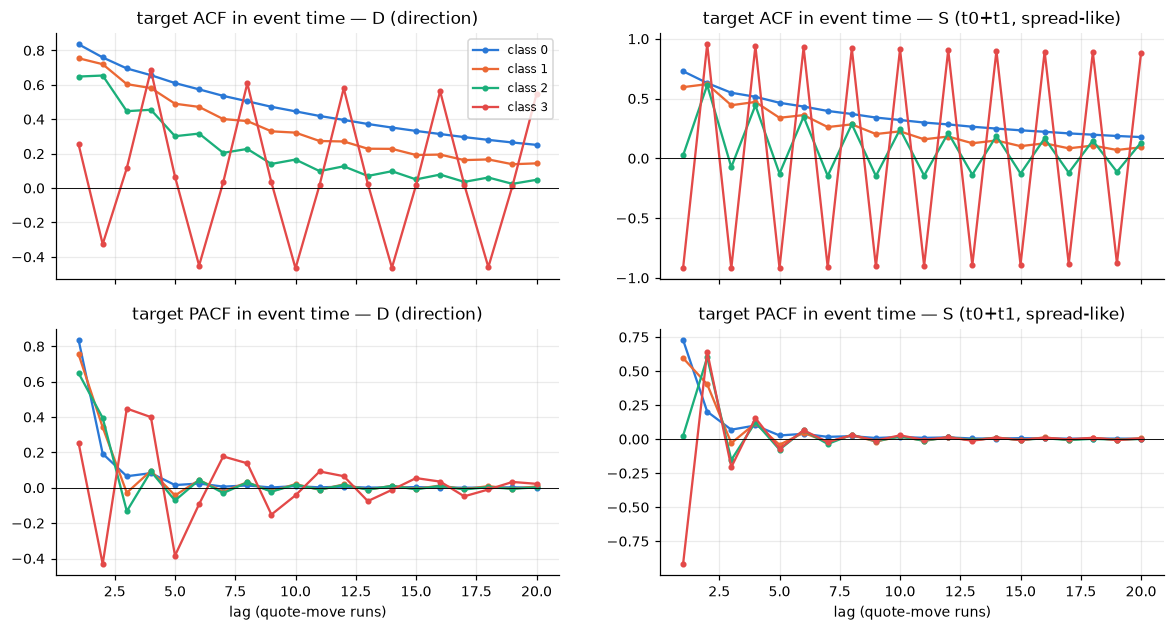 target ACF in event time — D (direction)
0.8
0.6
0.4
0.2
0.0
−0.2
−0.4
class 0
class 1
class 2
class 3
target ACF in event time — S (t0+t1, spread-like)
1.0
0.5
0.0
−0.5
−1.0
target PACF in event time — D (direction)
0.8
0.6
0.4
0.2
0.0
−0.2
−0.4
2.5 5.0 7.5 10.0 12.5 15.0 17.5 20.0
lag (quote-move runs)
target PACF in event time — S (t0+t1, spread-like)
0.75
0.50
0.25
0.00
−0.25
−0.50
−0.75
2.5 5.0 7.5 10.0 12.5 15.0 17.5 20.0
lag (quote-move runs)